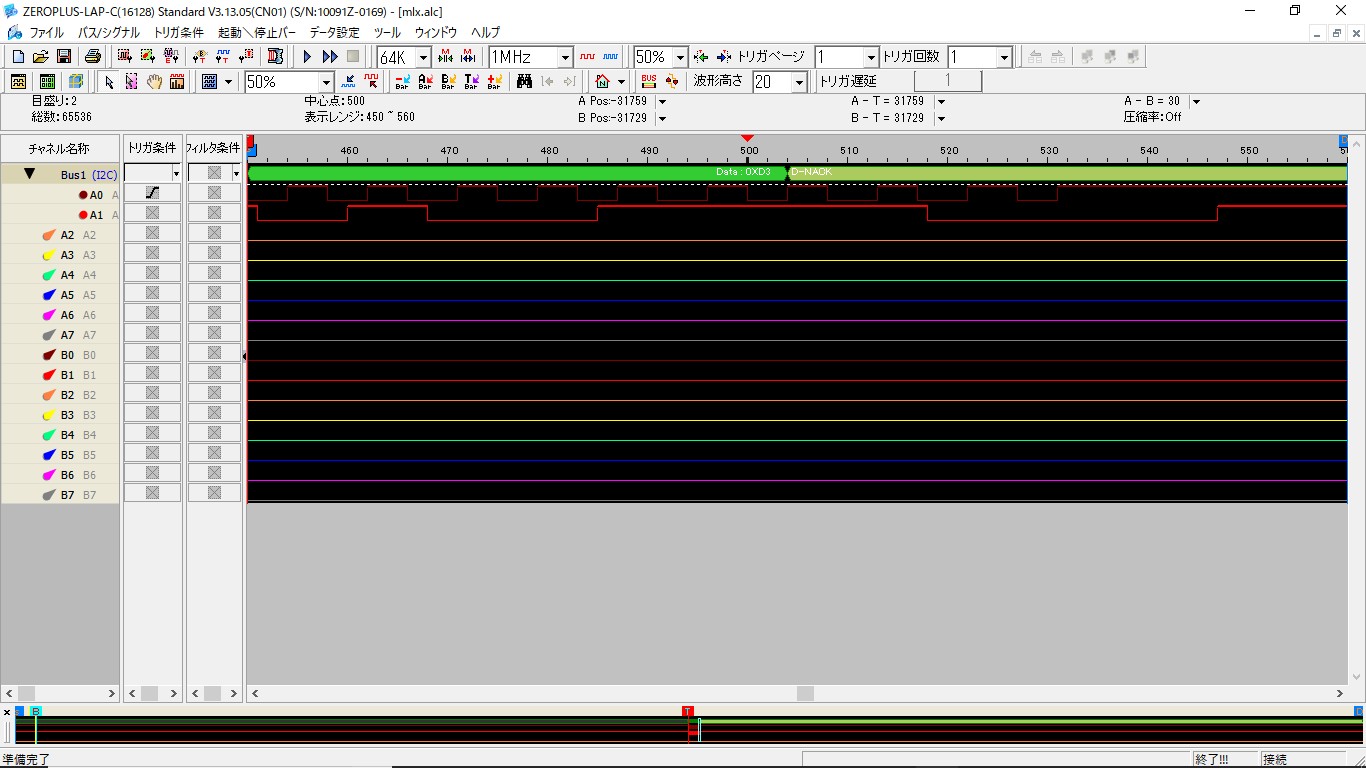 ZEROPLUS-LAP-C(16128) Standard V3.13.05(CN01) (S/N:10091Z-0169) - [mlx.alc]
ファイル バス/シグナル トリガ条件 起動＼停止バー データ設定 ツール ウィンドウ ヘルプ
64K 1MHz 50% トリガページ 1 トリガ回数 1
50% Bar A Bar B Bar T Bar + Bar BUS 波形高さ 20 トリガ遅延 1
目盛り:2 中心点:500 A Pos:-31759 A - T = 31759 A - B = 30
総数:65536 表示レンジ:450 ~ 560 B Pos:-31729 B - T = 31729 圧縮率:Off
チャネル名称 トリガ条件 フィルタ条件 460 470 480 490 500 510 520 530 540 550
Bus1 (I2C) Data : 0XD3 D-NACK
A0 A
A1 A
A2 A2
A3 A3
A4 A4
A5 A5
A6 A6
A7 A7
B0 B0
B1 B1
B2 B2
B3 B3
B4 B4
B5 B5
B6 B6
B7 B7
B T D
準備完了 終了!!! 接続